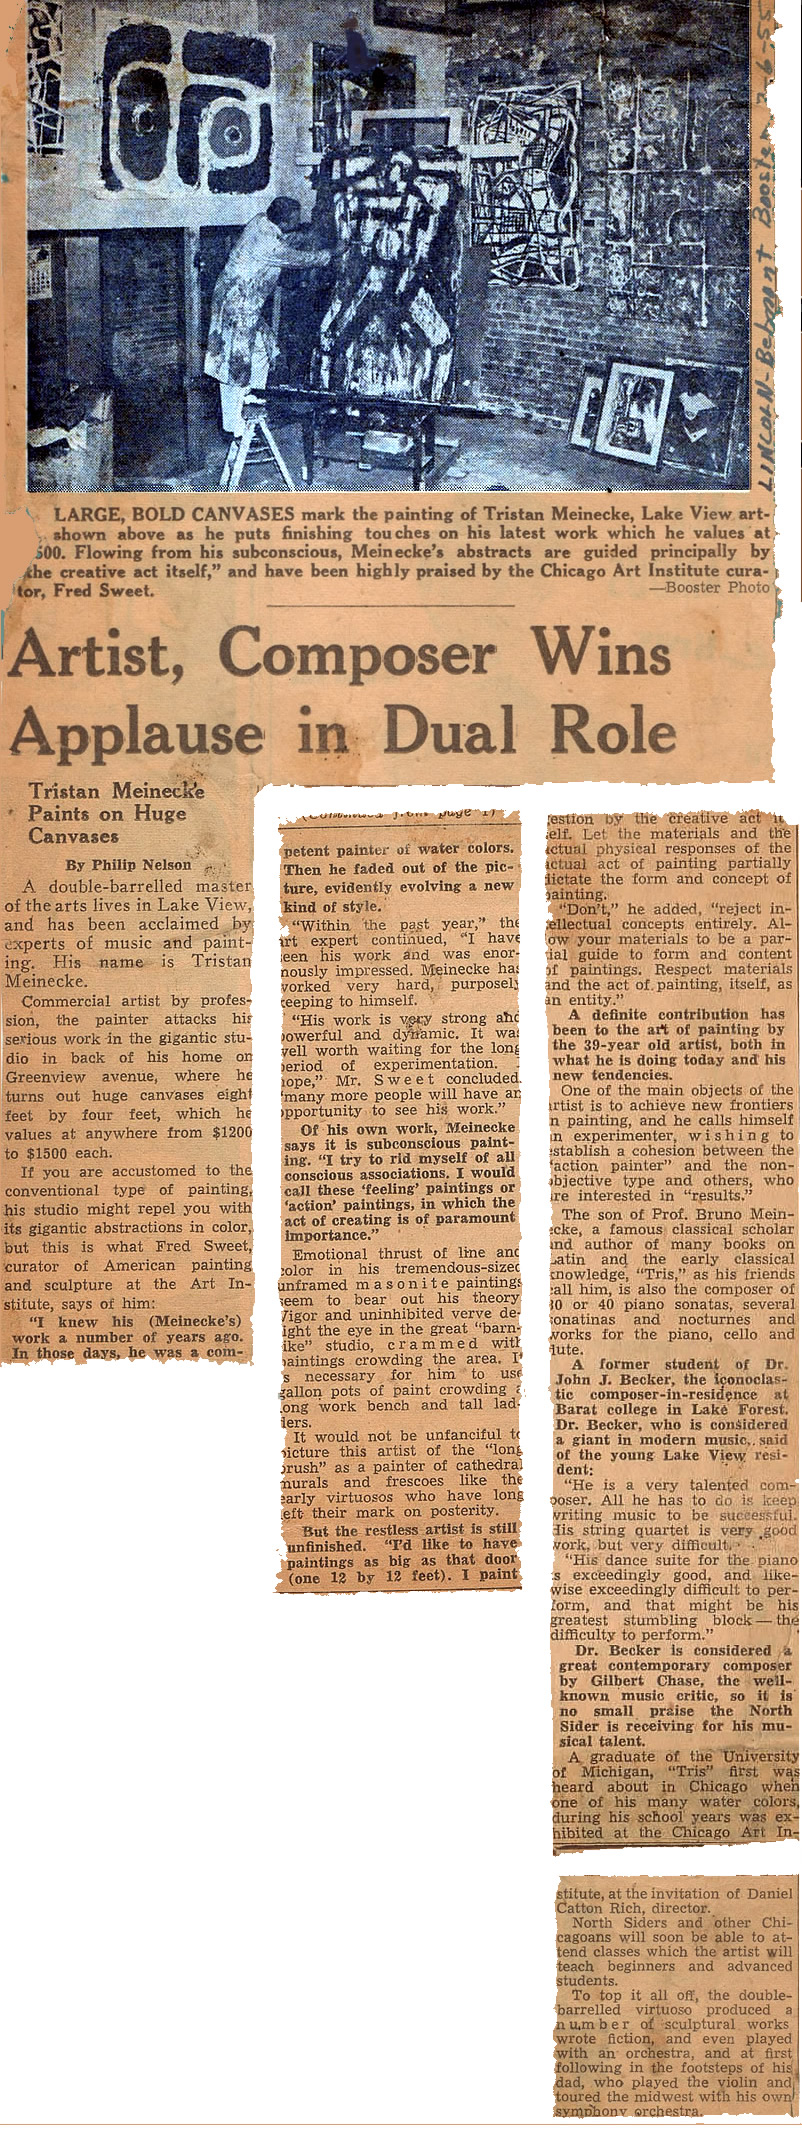 LINCOLN-Belmont Booster 7-6-55
LARGE, BOLD CANVASES mark the painting of Tristan Meinecke, Lake View art-
shown above as he puts finishing touches on his latest work which he values at
500. Flowing from his subconscious, Meinecke's abstracts are guided principally by
the creative act itself," and have been highly praised by the Chicago Art Institute cura-
tor, Fred Sweet.
—Booster Photo
Artist, Composer Wins
Applause in Dual Role
Tristan Meinecke
Paints on Huge
Canvases
By Philip Nelson
A double-barrelled master
of the arts lives in Lake View,
and has been acclaimed by
experts of music and paint-
ing. His name is Tristan
Meinecke.
Commercial artist by profes-
sion, the painter attacks his
serious work in the gigantic stu-
dio in back of his home on
Greenview avenue, where he
turns out huge canvases eight
feet by four feet, which he
values at anywhere from $1200
to $1500 each.
If you are accustomed to the
conventional type of painting,
his studio might repel you with
its gigantic abstractions in color,
but this is what Fred Sweet,
curator of American painting
and sculpture at the Art In-
stitute, says of him:
"I knew his (Meinecke's)
work a number of years ago.
In those days, he was a com-
(Continued from page 1)
petent painter of water colors.
Then he faded out of the pic-
ture, evidently evolving a new
kind of style.
"Within the past year," the
art expert continued, "I have
een his work and was enor-
nously impressed. Meinecke has
worked very hard, purposely
keeping to himself.
"His work is very strong and
powerful and dynamic. It was
well worth waiting for the long
period of experimentation.
hope," Mr. Sweet concluded
"many more people will have an
opportunity to see his work."
Of his own work, Meinecke
says it is subconscious paint-
ing. "I try to rid myself of all
conscious associations. I would
call these 'feeling' paintings or
'action' paintings, in which the
act of creating is of paramount
importance."
Emotional thrust of line and
color in his tremendous-sized
unframed masonite paintings
seem to bear out his theory
Vigor and uninhibited verve de-
light the eye in the great "barn-
like" studio, crammed with
paintings crowding the area. I
s necessary for him to use
gallon pots of paint crowding a
long work bench and tall lad-
ders.
It would not be unfanciful to
picture this artist of the "long
brush" as a painter of cathedral
murals and frescoes like the
early virtuosos who have long
left their mark on posterity.
But the restless artist is still
unfinished. "I'd like to have
paintings as big as that door
(one 12 by 12 feet). I paint
estion by the creative act it
elf. Let the materials and the
actual physical responses of the
actual act of painting partially
dictate the form and concept of
painting.
"Don't," he added, "reject in-
tellectual concepts entirely. Al-
low your materials to be a par-
tial guide to form and content
of paintings. Respect materials
and the act of painting, itself, as
an entity."
A definite contribution has
been to the art of painting by
the 39-year old artist, both in
what he is doing today and his
new tendencies.
One of the main objects of the
artist is to achieve new frontiers
n painting, and he calls himself
an experimenter, wishing to
establish a cohesion between the
"action painter" and the non-
objective type and others, who
are interested in "results."
The son of Prof. Bruno Mein-
ecke, a famous classical scholar
and author of many books on
Latin and the early classical
knowledge, "Tris," as his friends
call him, is also the composer of
30 or 40 piano sonatas, several
sonatinas and nocturnes and
works for the piano, cello and
flute.
A former student of Dr.
John J. Becker, the iconoclas-
tic composer-in-residence at
Barat college in Lake Forest.
Dr. Becker, who is considered
a giant in modern music, said
of the young Lake View resi-
dent:
"He is a very talented com-
poser. All he has to do is keep
writing music to be successful.
His string quartet is very good
work, but very difficult.
"His dance suite for the piano
s exceedingly good, and like-
wise exceedingly difficult to per-
form, and that might be his
greatest stumbling block — the
difficulty to perform."
Dr. Becker is considered a
great contemporary composer
by Gilbert Chase, the well-
known music critic, so it is
no small praise the North
Sider is receiving for his mu-
sical talent.
A graduate of the University
of Michigan, "Tris" first was
heard about in Chicago when
one of his many water colors,
during his school years was ex-
hibited at the Chicago Art In-
stitute, at the invitation of Daniel
Catton Rich, director.
North Siders and other Chi-
cagoans will soon be able to at-
tend classes which the artist will
teach beginners and advanced
students.
To top it all off, the double-
barrelled virtuoso produced a
number of sculptural works
wrote fiction, and even played
with an orchestra, and at first
following in the footsteps of his
dad, who played the violin and
toured the midwest with his own
symphony orchestra.